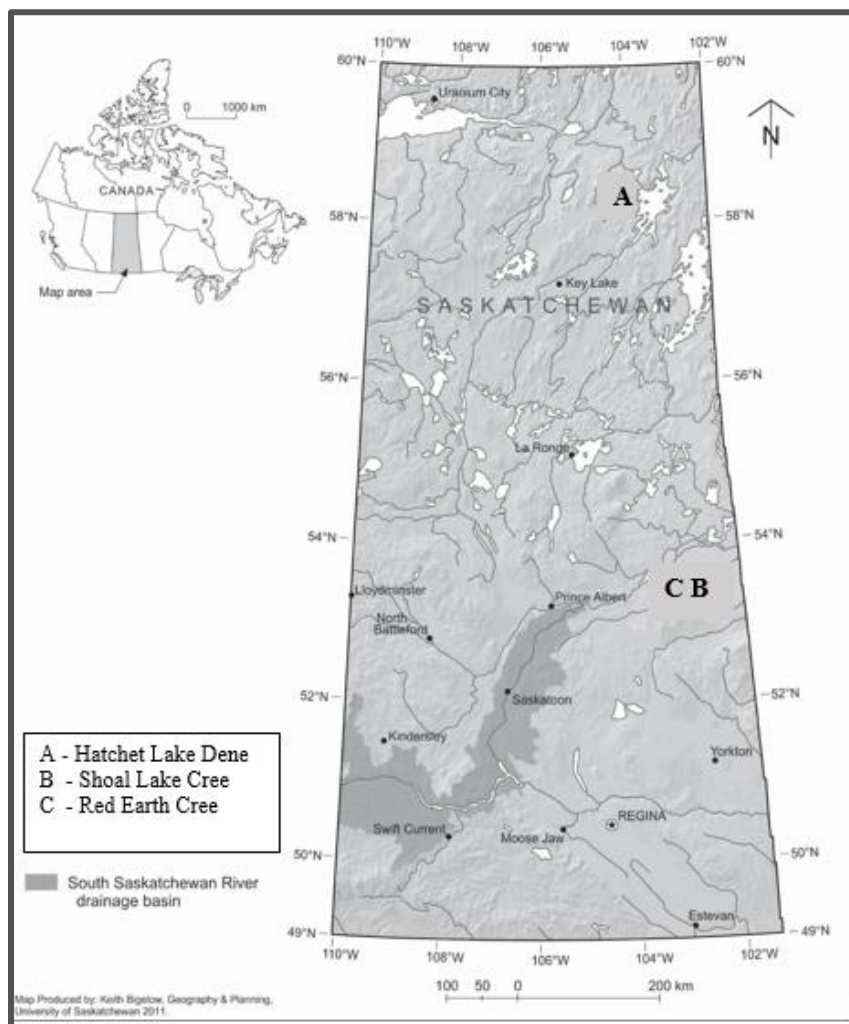 110°W 108°W 106°W 104°W 102°W
60°N 60°N
Uranium City
0 1000 km
N
CANADA
A
58°N 58°N
Key Lake
Map area
SASKATCHEWAN
56°N 56°N
La Ronge
54°N 54°N
Lloydminster
C B
Prince Albert
North
Battleford
52°N 52°N
Saskatoon
Kindersley
Yorkton
A - Hatchet Lake Dene
B - Shoal Lake Cree
C - Red Earth Cree
REGINA
Swift Current
Moose Jaw
50°N 50°N
South Saskatchewan River
drainage basin
Estevan
49°N 49°N
110°W 108°W 106°W 104°W 102°W
100 50 0 200 km
Map Produced by: Keith Bigelow, Geography & Planning,
University of Saskatchewan 2011.